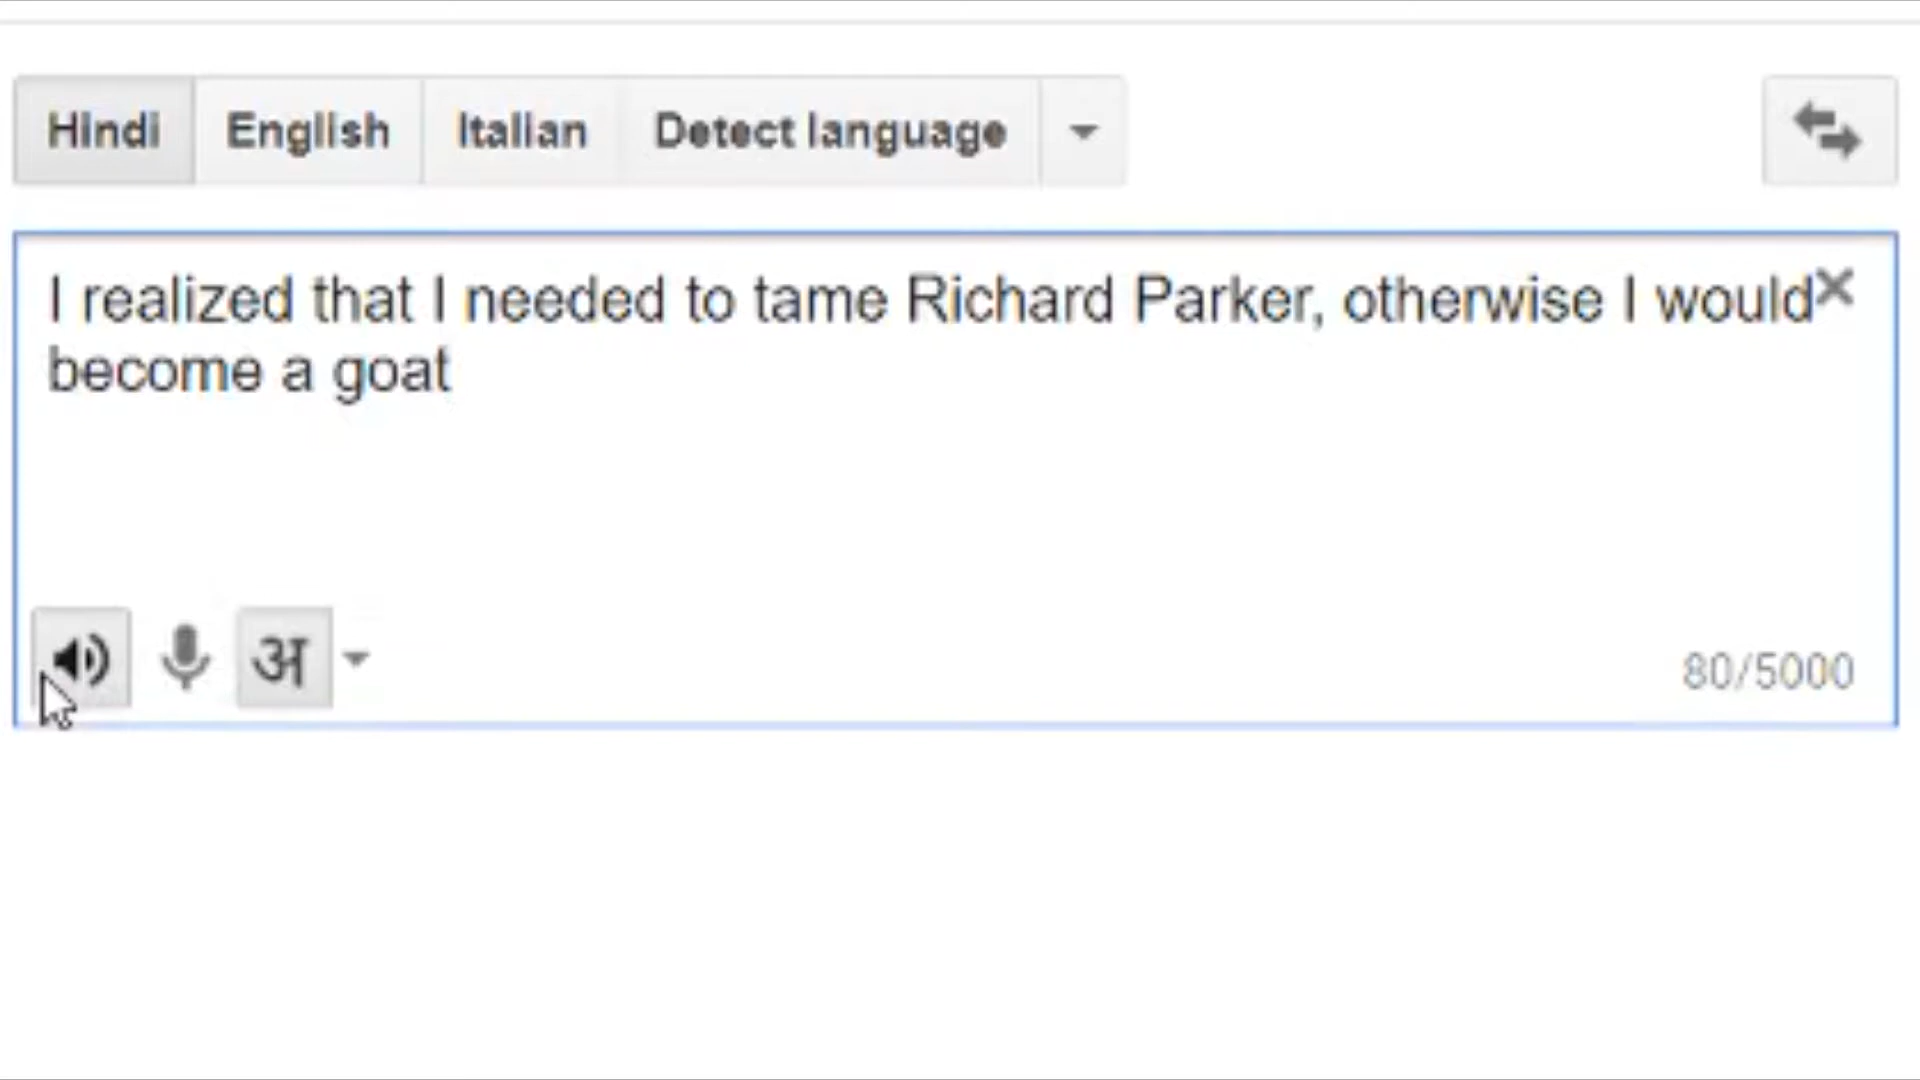 Hindi English Italian Detect language
I realized that I needed to tame Richard Parker, otherwise I would
become a goat
अ
80/5000